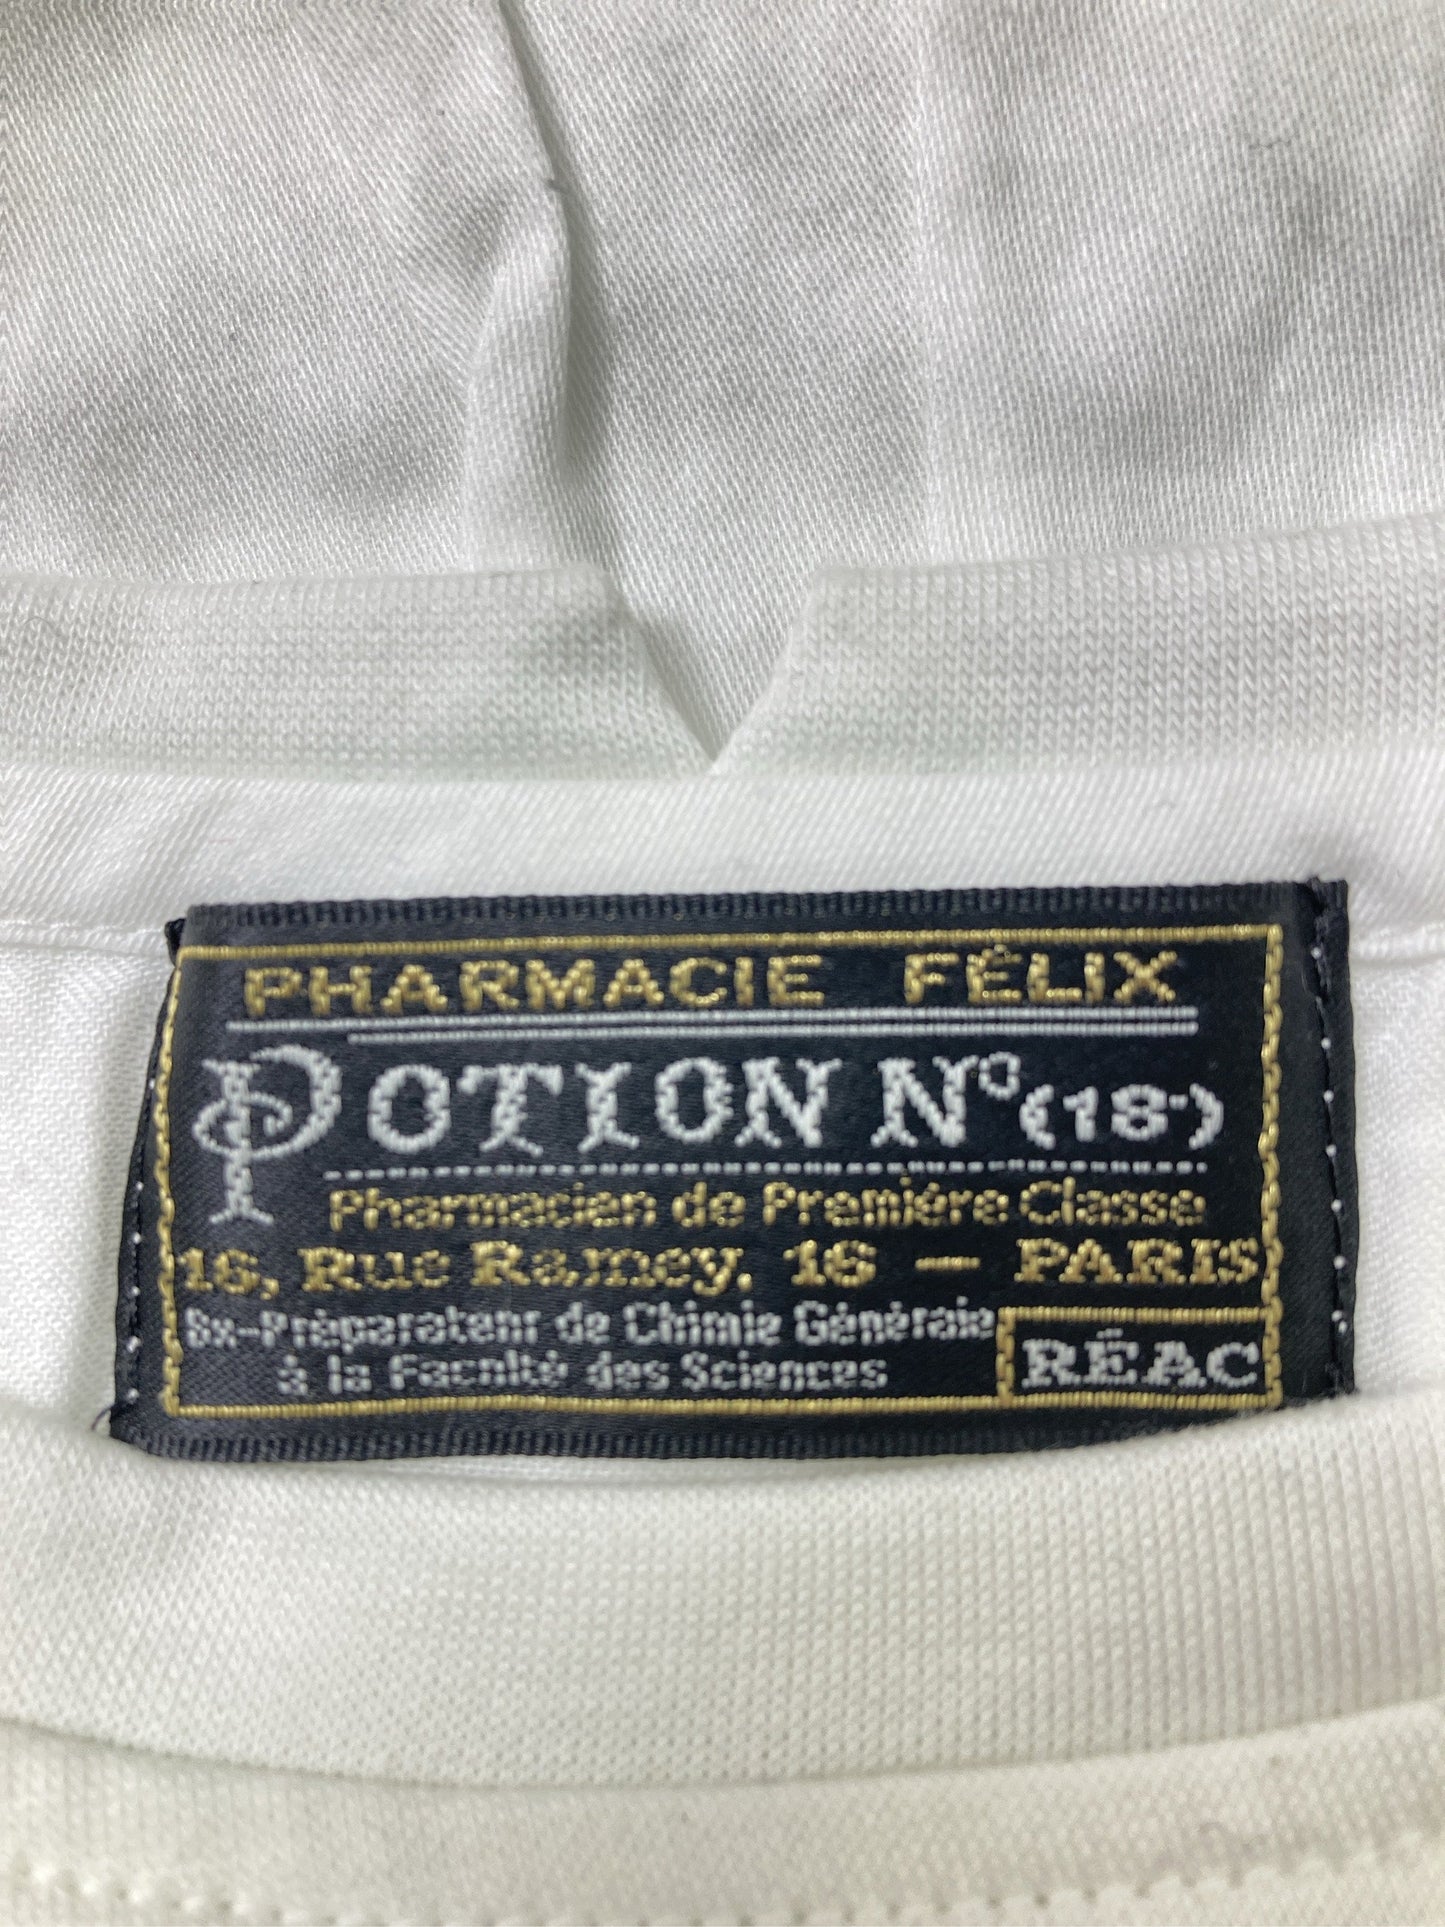 PHARMACIE FÉLIX
POTION No (18-)
Pharmacien de Première Classe
16, Rue Ramey, 16 — PARIS
Ex-Préparateur de Chimie Générale
à la Faculté des Sciences
RÉAC